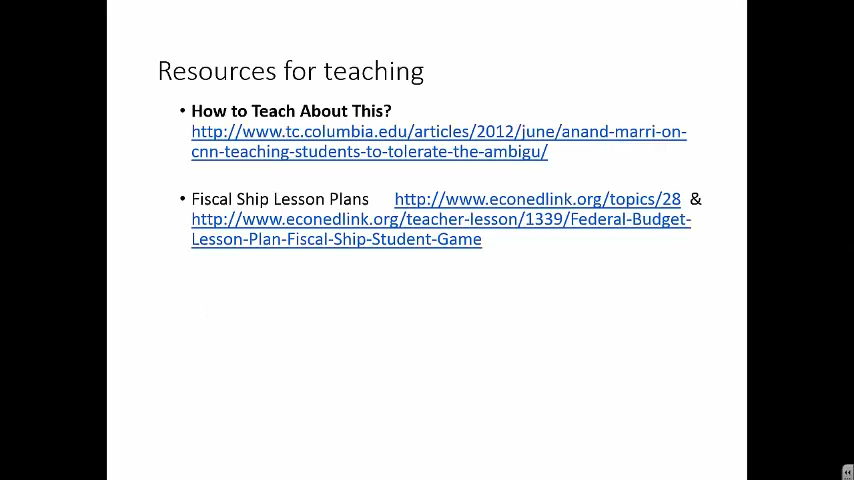 Resources for teaching
• How to Teach About This?
http://www.tc.columbia.edu/articles/2012/june/anand-marri-on-
cnn-teaching-students-to-tolerate-the-ambigu/
• Fiscal Ship Lesson Plans http://www.econedlink.org/topics/28 &
http://www.econedlink.org/teacher-lesson/1339/Federal-Budget-
Lesson-Plan-Fiscal-Ship-Student-Game